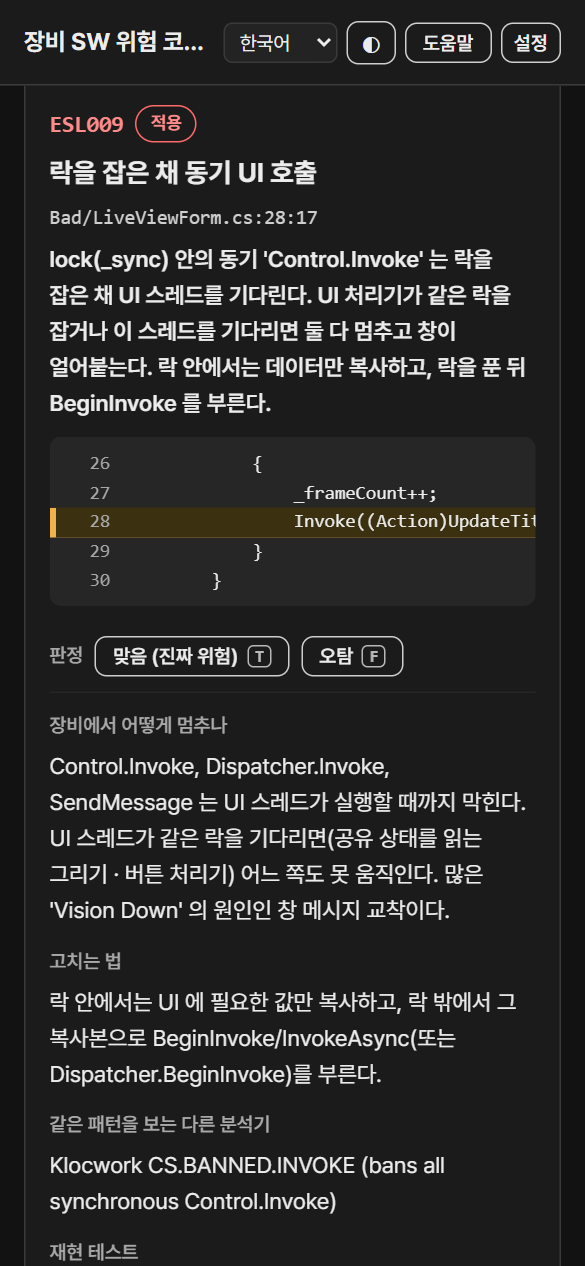 장비 SW 위험 코... 한국어 도움말 설정
ESL009 적용
락을 잡은 채 동기 UI 호출
Bad/LiveViewForm.cs:28:17
lock(_sync) 안의 동기 'Control.Invoke' 는 락을
잡은 채 UI 스레드를 기다린다. UI 처리기가 같은 락을
잡거나 이 스레드를 기다리면 둘 다 멈추고 창이
얼어붙는다. 락 안에서는 데이터만 복사하고, 락을 푼 뒤
BeginInvoke 를 부른다.
26 {
27 _frameCount++;
28 Invoke((Action)UpdateTit
29 }
30 }
판정 맞음 (진짜 위험) T 오탐 F
장비에서 어떻게 멈추나
Control.Invoke, Dispatcher.Invoke,
SendMessage 는 UI 스레드가 실행할 때까지 막힌다.
UI 스레드가 같은 락을 기다리면(공유 상태를 읽는
그리기 · 버튼 처리기) 어느 쪽도 못 움직인다. 많은
'Vision Down' 의 원인인 창 메시지 교착이다.
고치는 법
락 안에서는 UI 에 필요한 값만 복사하고, 락 밖에서 그
복사본으로 BeginInvoke/InvokeAsync(또는
Dispatcher.BeginInvoke)를 부른다.
같은 패턴을 보는 다른 분석기
Klocwork CS.BANNED.INVOKE (bans all
synchronous Control.Invoke)
재현 테스트